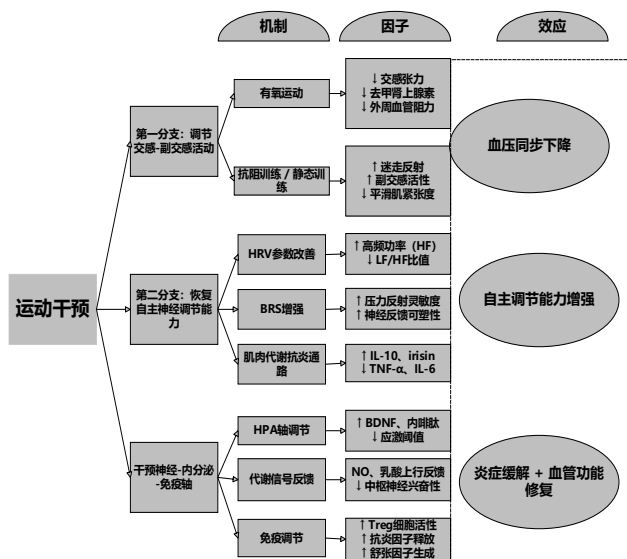 机制
因子
效应
运动干预
第一分支：调节
交感-副交感活动
有氧运动
↓ 交感张力
↓ 去甲肾上腺素
↓ 外周血管阻力
抗阻训练 / 静态训
练
↑ 迷走反射
↑ 副交感活性
↓ 平滑肌紧张度
血压同步下降
第二分支：恢复
自主神经调节能
力
HRV参数改善
↑ 高频功率（HF）
↓ LF/HF比值
BRS增强
↑ 压力反射灵敏度
↑ 神经反馈可塑性
肌肉代谢抗炎通
路
↑ IL-10、irisin
↓ TNF-α、IL-6
自主调节能力增强
干预神经-内分泌
-免疫轴
HPA轴调节
↑ BDNF、内啡肽
↓ 应激阈值
代谢信号反馈
NO、乳酸上行反馈
↓ 中枢神经兴奋性
免疫调节
↑ Treg细胞活性
↑ 抗炎因子释放
↑ 舒张因子生成
炎症缓解 + 血管功能
修复